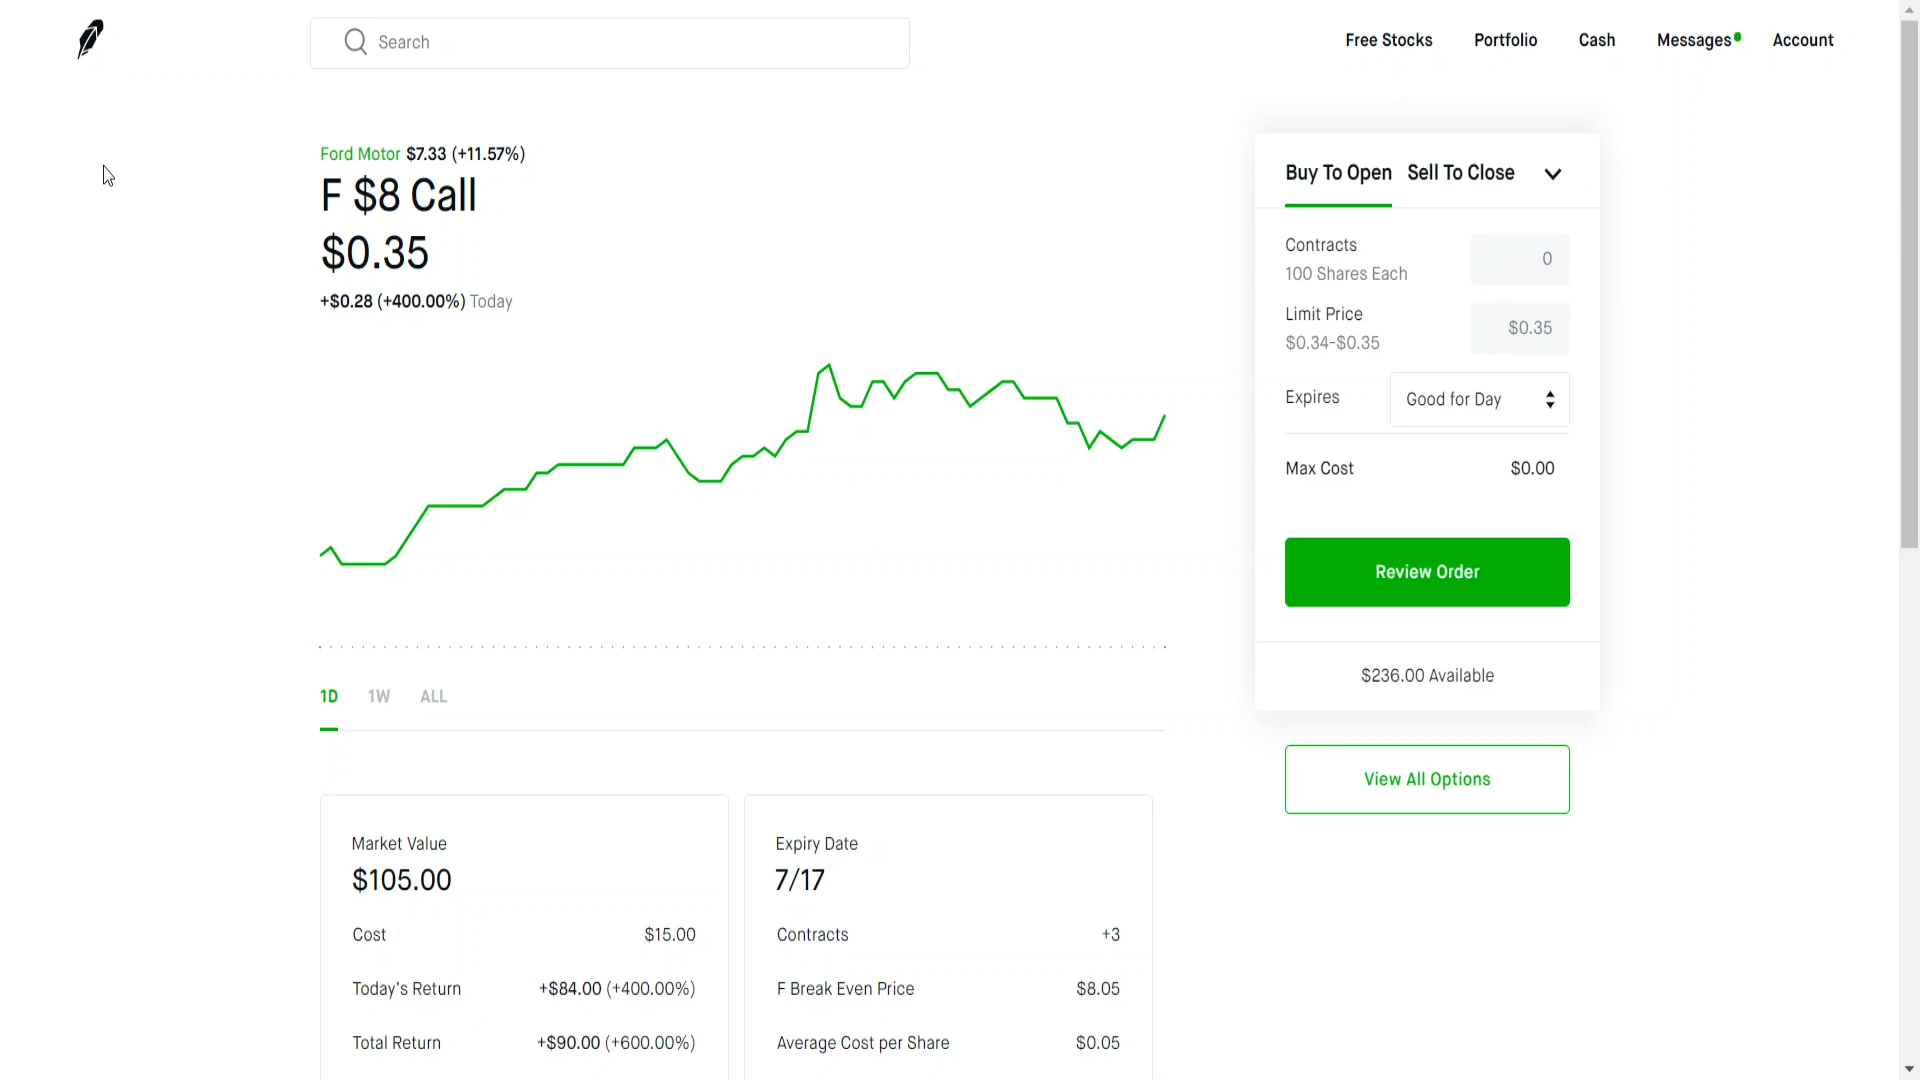 Search
Free Stocks Portfolio Cash Messages Account
Ford Motor $7.33 (+11.57%)
F $8 Call
$0.35
+$0.28 (+400.00%) Today
1D 1W ALL
Market Value
$105.00
Cost $15.00
Today's Return +$84.00 (+400.00%)
Total Return +$90.00 (+600.00%)
Expiry Date
7/17
Contracts +3
F Break Even Price $8.05
Average Cost per Share $0.05
Buy To Open Sell To Close
Contracts
100 Shares Each
0
Limit Price
$0.34-$0.35
$0.35
Expires Good for Day
Max Cost $0.00
Review Order
$236.00 Available
View All Options